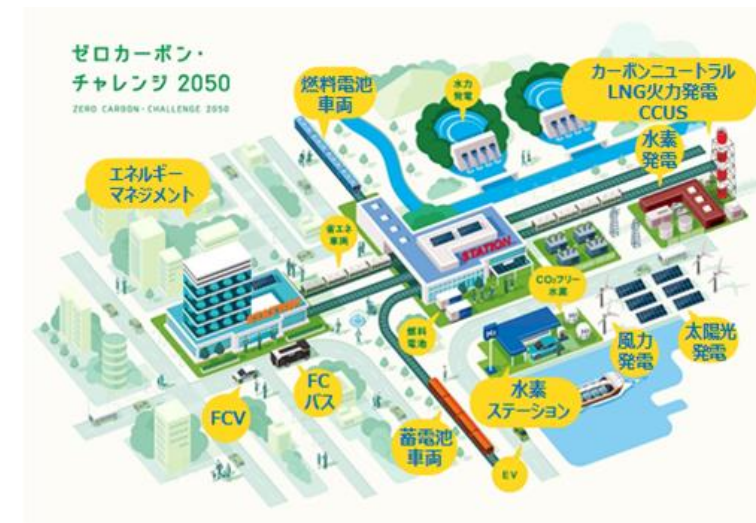 ゼロカーボン・
チャレンジ 2050
ZERO CARBON・CHALLENGE 2050
燃料電池
車両
水力
発電
カーボンニュートラル
LNG火力発電
CCUS
水素
発電
エネルギー
マネジメント
省エネ
車両
STATION
CO₂フリー
水素
燃料
電池
H2
風力
発電
太陽光
発電
水素
ステーション
FC
バス
FCV
蓄電池
車両
EV